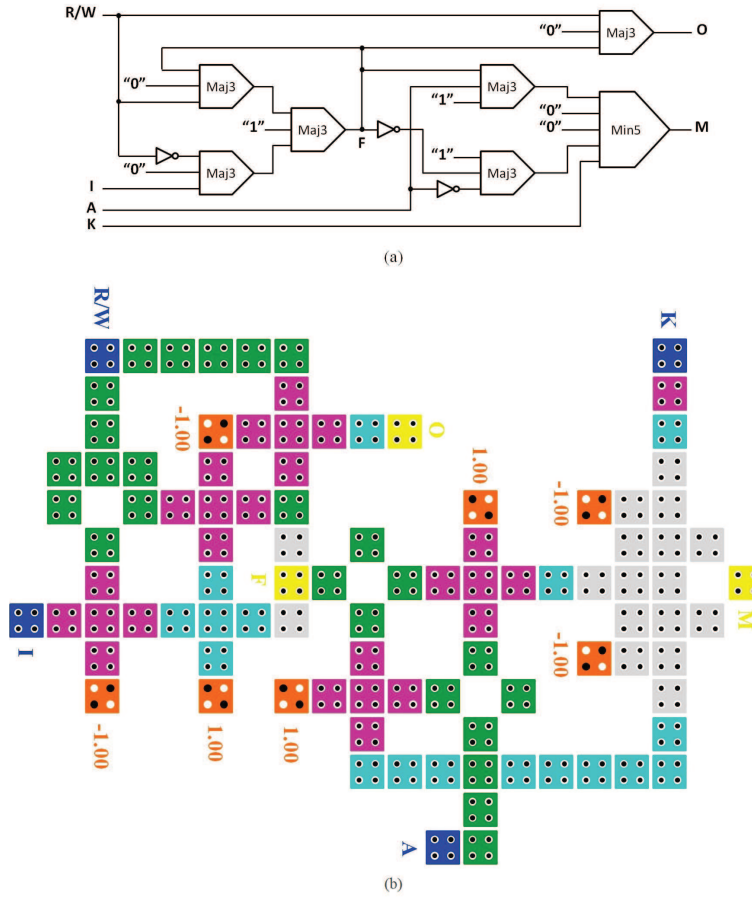 R/W
Maj3
O
“0”
Maj3
Maj3
“0”
“1”
“0”
“1”
Maj3
Min5
M
“0”
F
“1”
“0”
Maj3
Maj3
I
A
K
(a)
R/W
K
-1.00
O
1.00
-1.00
F
M
I
-1.00
-1.00
1.00
1.00
A
(b)